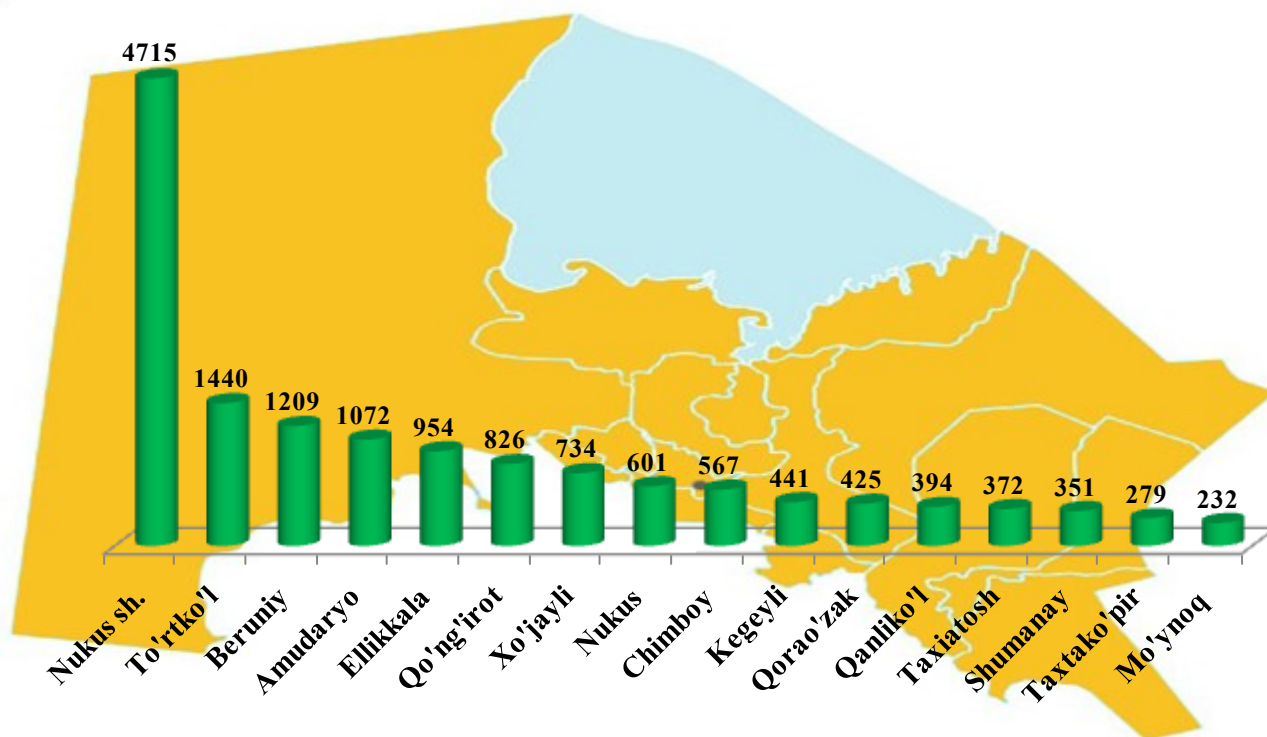 4715
1440
1209
1072
954
826
734
601
567
441
425
394
372
351
279
232
Nukus sh.
To'rtko'l
Beruniy
Amudaryo
Ellikkala
Qo'ng'irot
Xo'jayli
Nukus
Chimboy
Kegeyli
Qorao'zak
Qanliko'l
Taxiatosh
Shumanay
Taxtako'pir
Mo'ynoq